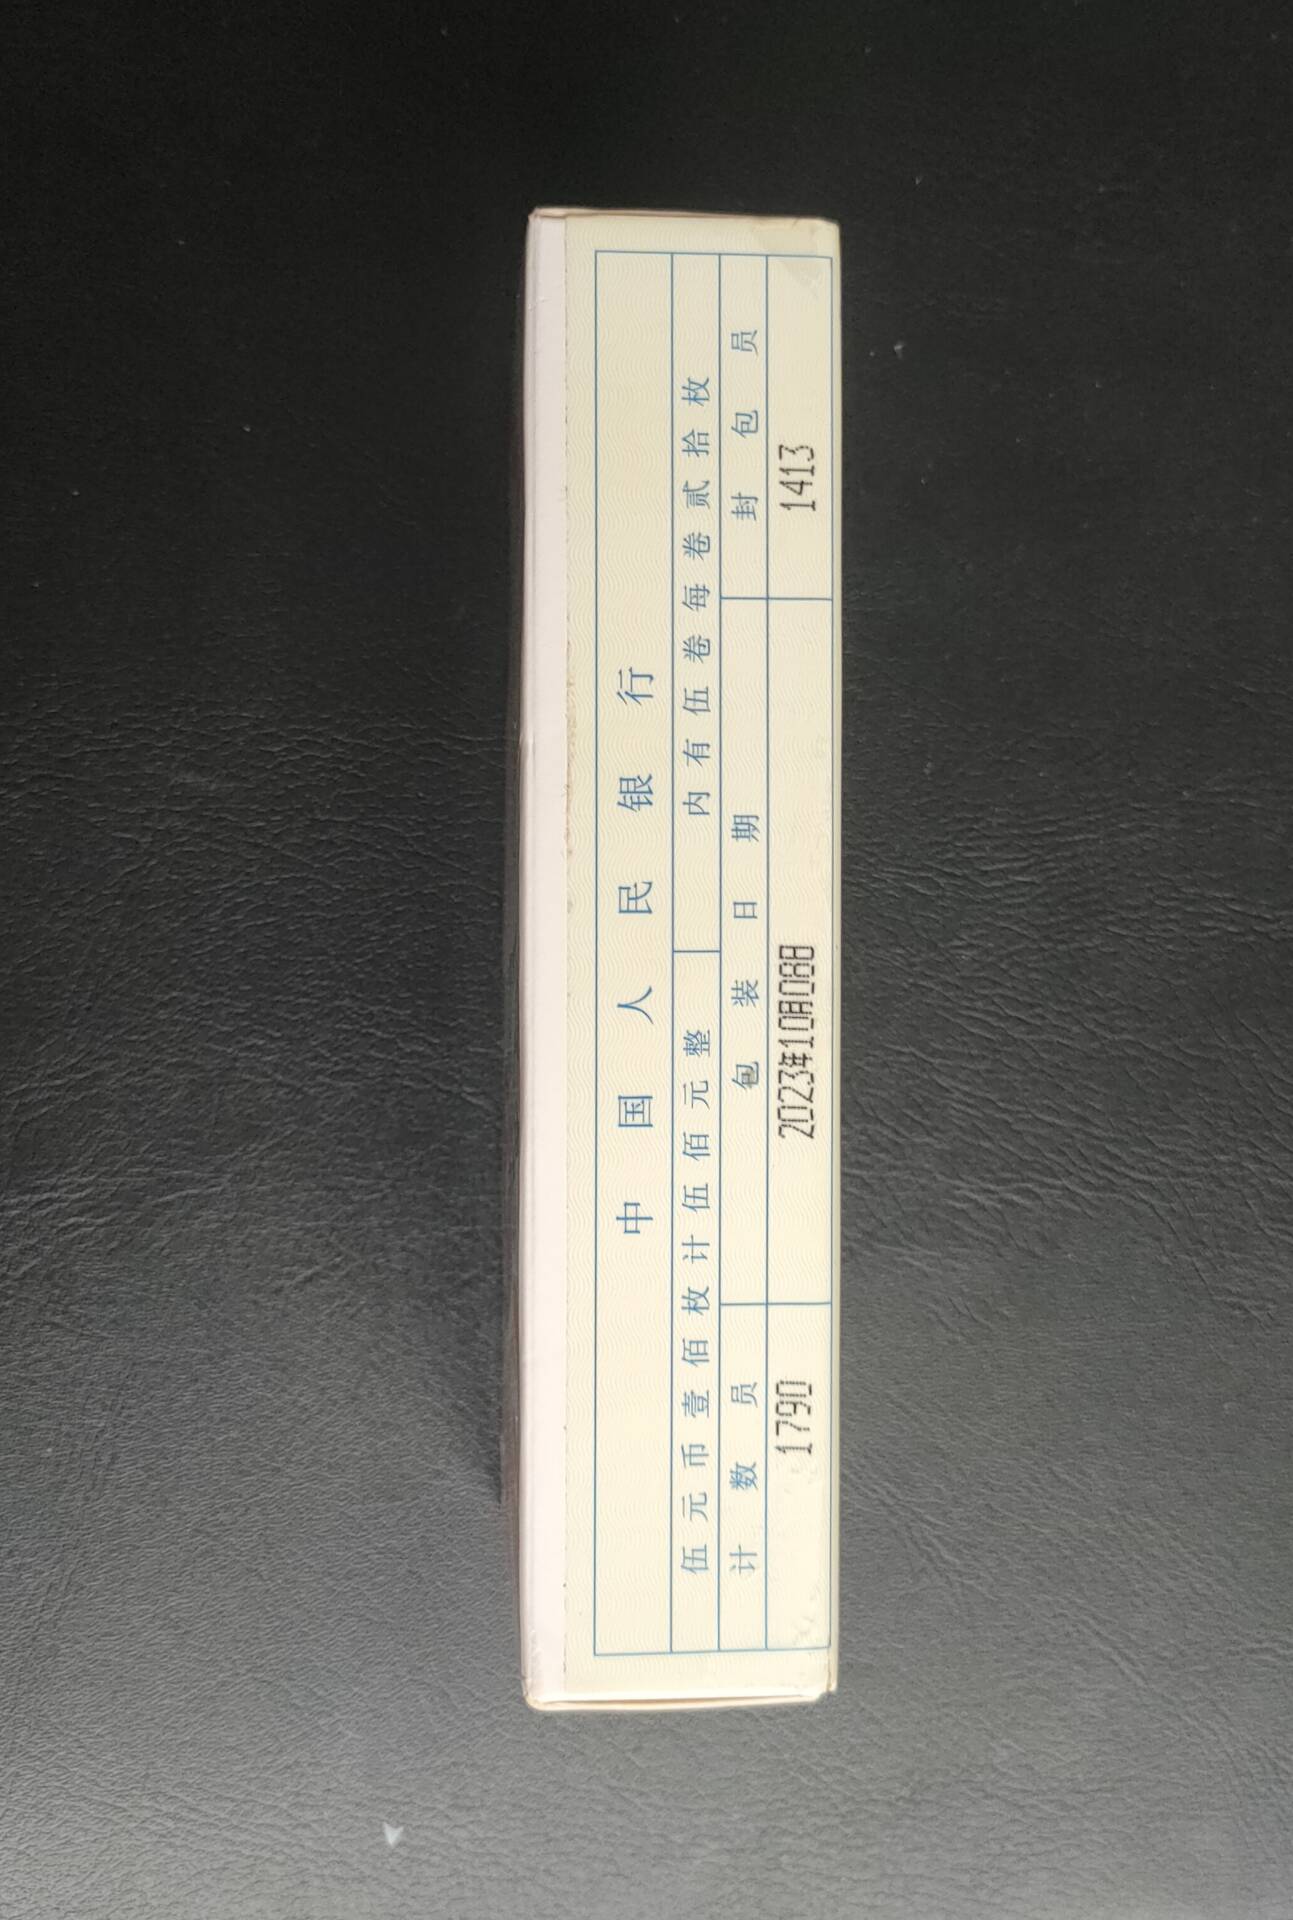 中国人民银行
伍元币壹佰枚计伍佰元整 内有伍卷每卷贰拾枚
计数员 包装日期 封包员
1790 2023年10月08日 1413